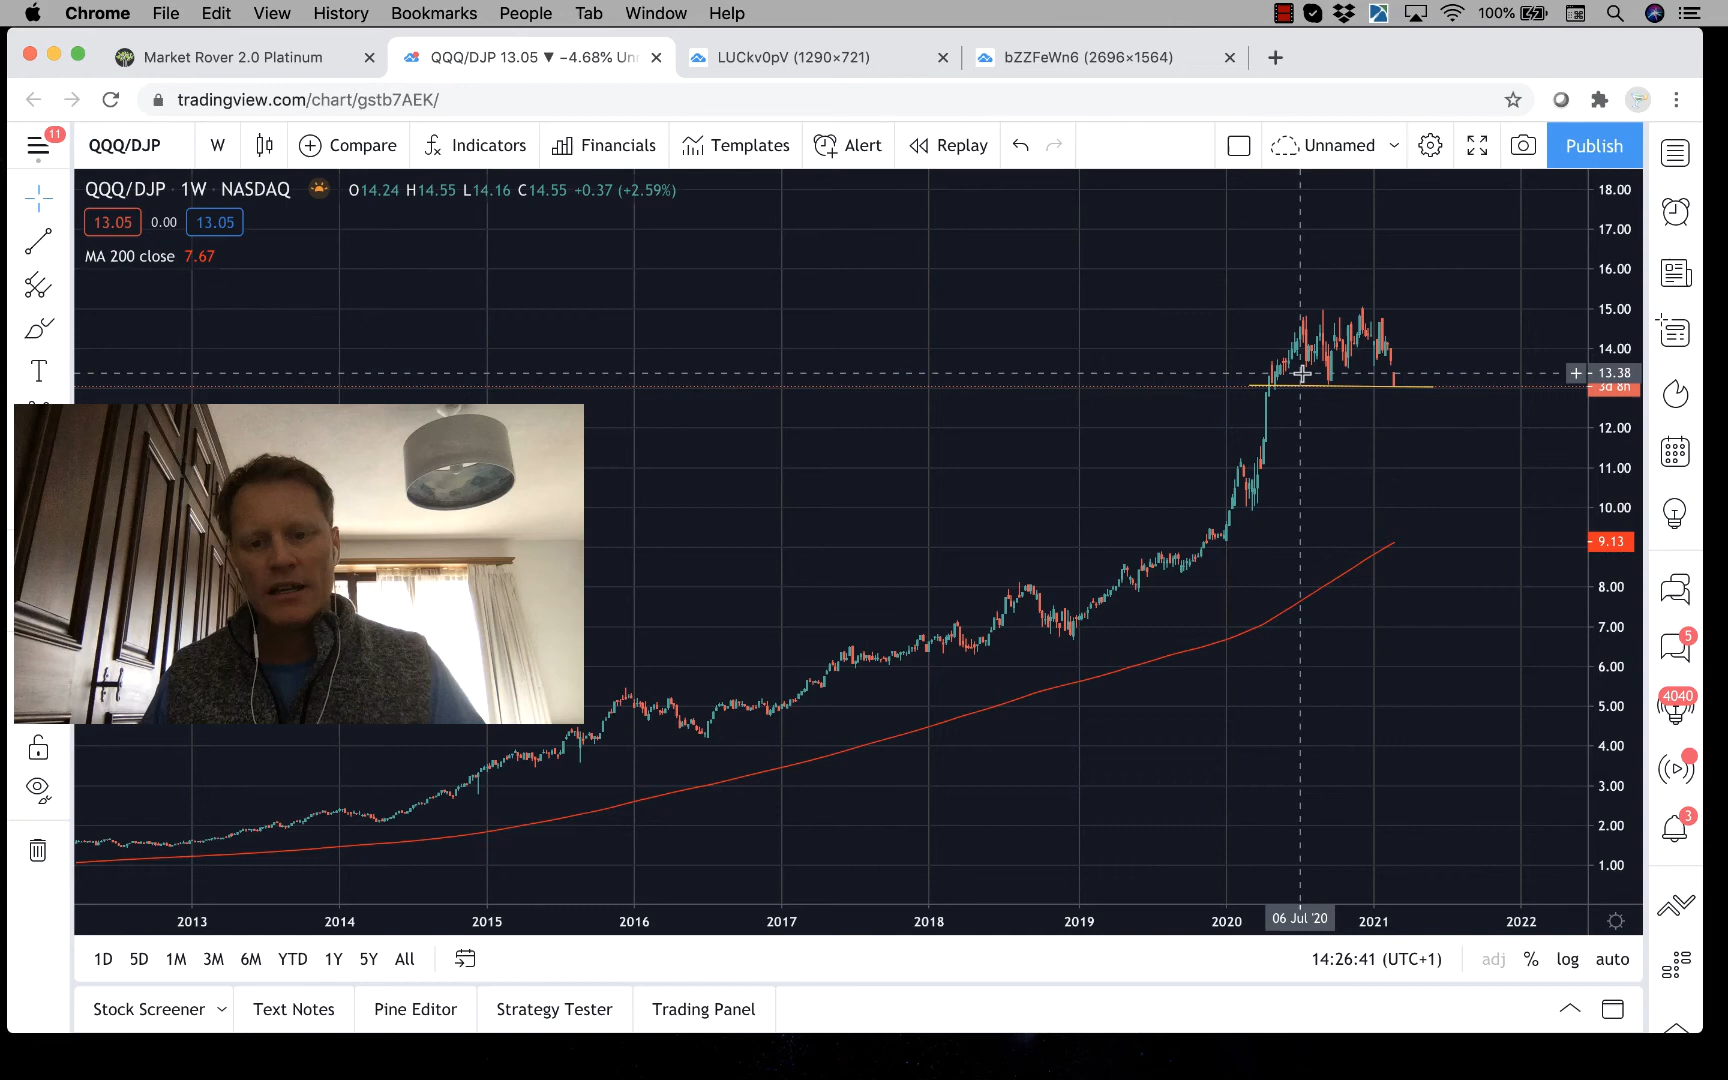 Chrome File Edit View History Bookmarks People Tab Window Help 100%
Market Rover 2.0 Platinum QQQ/DJP 13.05 ▼ −4.68% Unn LUCkv0pV (1290×721) bZZFeWn6 (2696×1564)
tradingview.com/chart/gstb7AEK/
11 QQQ/DJP W Compare Indicators Financials Templates Alert Replay Unnamed Publish
QQQ/DJP · 1W · NASDAQ O14.24 H14.55 L14.16 C14.55 +0.37 (+2.59%)
13.05 0.00 13.05
MA 200 close 7.67
T
18.00
17.00
16.00
15.00
14.00
13.38
3d 8h
12.00
11.00
10.00
9.13
8.00
7.00
6.00
5.00
4.00
3.00
2.00
1.00
5
4040
3
2013 2014 2015 2016 2017 2018 2019 2020 06 Jul '20 2021 2022
1D 5D 1M 3M 6M YTD 1Y 5Y All 14:26:41 (UTC+1) adj % log auto
Stock Screener Text Notes Pine Editor Strategy Tester Trading Panel